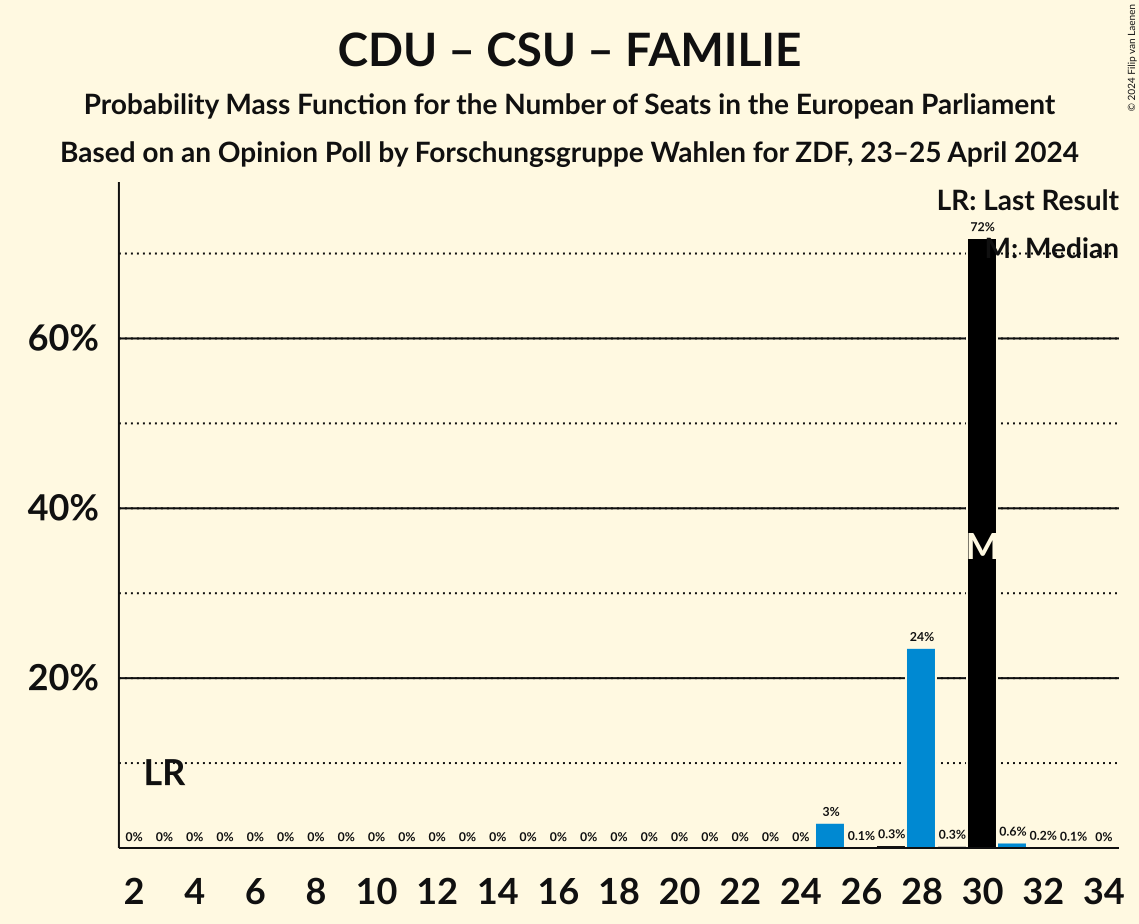 CDU – CSU – FAMILIE
Probability Mass Function for the Number of Seats in the European Parliament
Based on an Opinion Poll by Forschungsgruppe Wahlen for ZDF, 23–25 April 2024
© 2024 Filip van Laenen
LR: Last Result
M: Median
72%
60%
40%
M
24%
20%
LR
3%
0% 0% 0% 0% 0% 0% 0% 0% 0% 0% 0% 0% 0% 0% 0% 0% 0% 0% 0% 0% 0% 0% 0% 0.1% 0.3% 0.3% 0.6% 0.2% 0.1% 0%
2 4 6 8 10 12 14 16 18 20 22 24 26 28 30 32 34